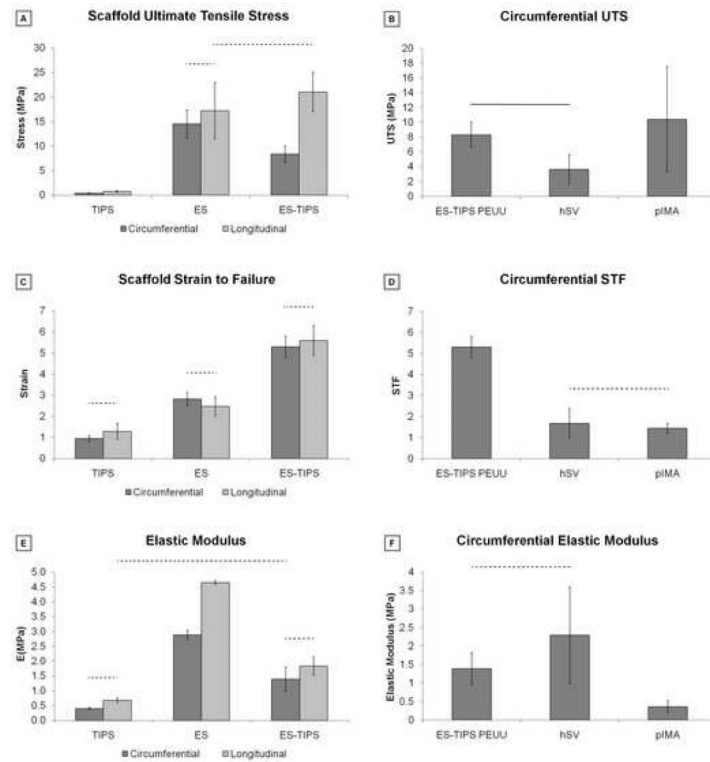 A
Scaffold Ultimate Tensile Stress
Stress (MPa)
30
25
20
15
10
5
0
TIPS
ES
ES-TIPS
Circumferential
Longitudinal
B
Circumferential UTS
UTS (MPa)
20
18
16
14
12
10
8
6
4
2
0
ES-TIPS PEUU
hSV
pIMA
C
Scaffold Strain to Failure
Strain
7
6
5
4
3
2
1
0
TIPS
ES
ES-TIPS
Circumferential
Longitudinal
D
Circumferential STF
STF
7
6
5
4
3
2
1
0
ES-TIPS PEUU
hSV
pIMA
E
Elastic Modulus
E(MPa)
5.0
4.5
4.0
3.5
3.0
2.5
2.0
1.5
1.0
0.5
0.0
TIPS
ES
ES-TIPS
Circumferential
Longitudinal
F
Circumferential Elastic Modulus
Elastic Modulus (MPa)
4
3.5
3
2.5
2
1.5
1
0.5
0
ES-TIPS PEUU
hSV
pIMA